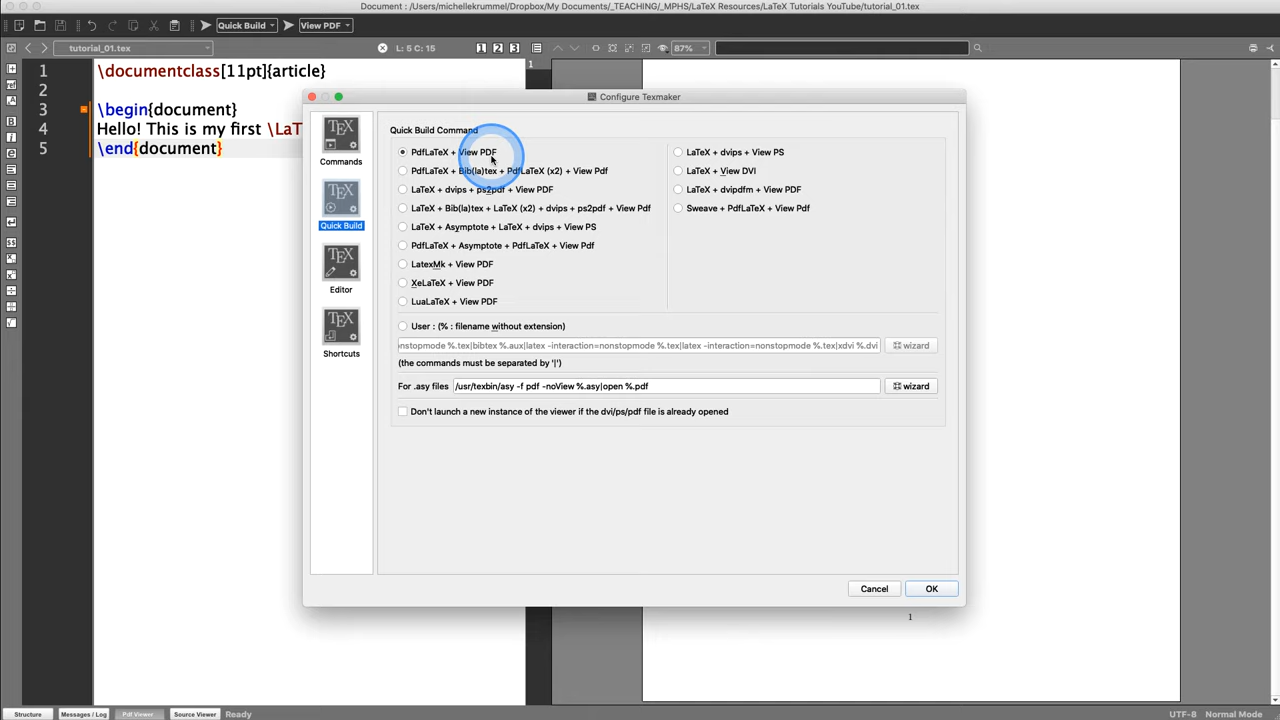 Document : /Users/michellekrummel/Dropbox/My Documents/_TEACHING/_MPHS/LaTeX Resources/LaTeX Tutorials YouTube/tutorial_01.tex
Quick Build
View PDF
tutorial_01.tex
L: 5 C: 15
1 2 3
87%
1 \documentclass[11pt]{article}
2
3 \begin{document}
4 Hello! This is my first \LaT
5 \end{document}
1
Configure Texmaker
Commands
Quick Build
Editor
Shortcuts
Quick Build Command
PdfLaTeX + View PDF
PdfLaTeX + Bib(la)tex + PdfLaTeX (x2) + View Pdf
LaTeX + dvips + ps2pdf + View PDF
LaTeX + Bib(la)tex + LaTeX (x2) + dvips + ps2pdf + View Pdf
LaTeX + Asymptote + LaTeX + dvips + View PS
PdfLaTeX + Asymptote + PdfLaTeX + View Pdf
LatexMk + View PDF
XeLaTeX + View PDF
LuaLaTeX + View PDF
LaTeX + dvips + View PS
LaTeX + View DVI
LaTeX + dvipdfm + View PDF
Sweave + PdfLaTeX + View Pdf
User : (% : filename without extension)
onstopmode %.tex|bibtex %.aux|latex -interaction=nonstopmode %.tex|latex -interaction=nonstopmode %.tex|xdvi %.dvi
wizard
(the commands must be separated by '|')
For .asy files
/usr/texbin/asy -f pdf -noView %.asy|open %.pdf
wizard
Don't launch a new instance of the viewer if the dvi/ps/pdf file is already opened
Cancel
OK
1
Structure
Messages / Log
Pdf Viewer
Source Viewer
Ready
UTF-8
Normal Mode